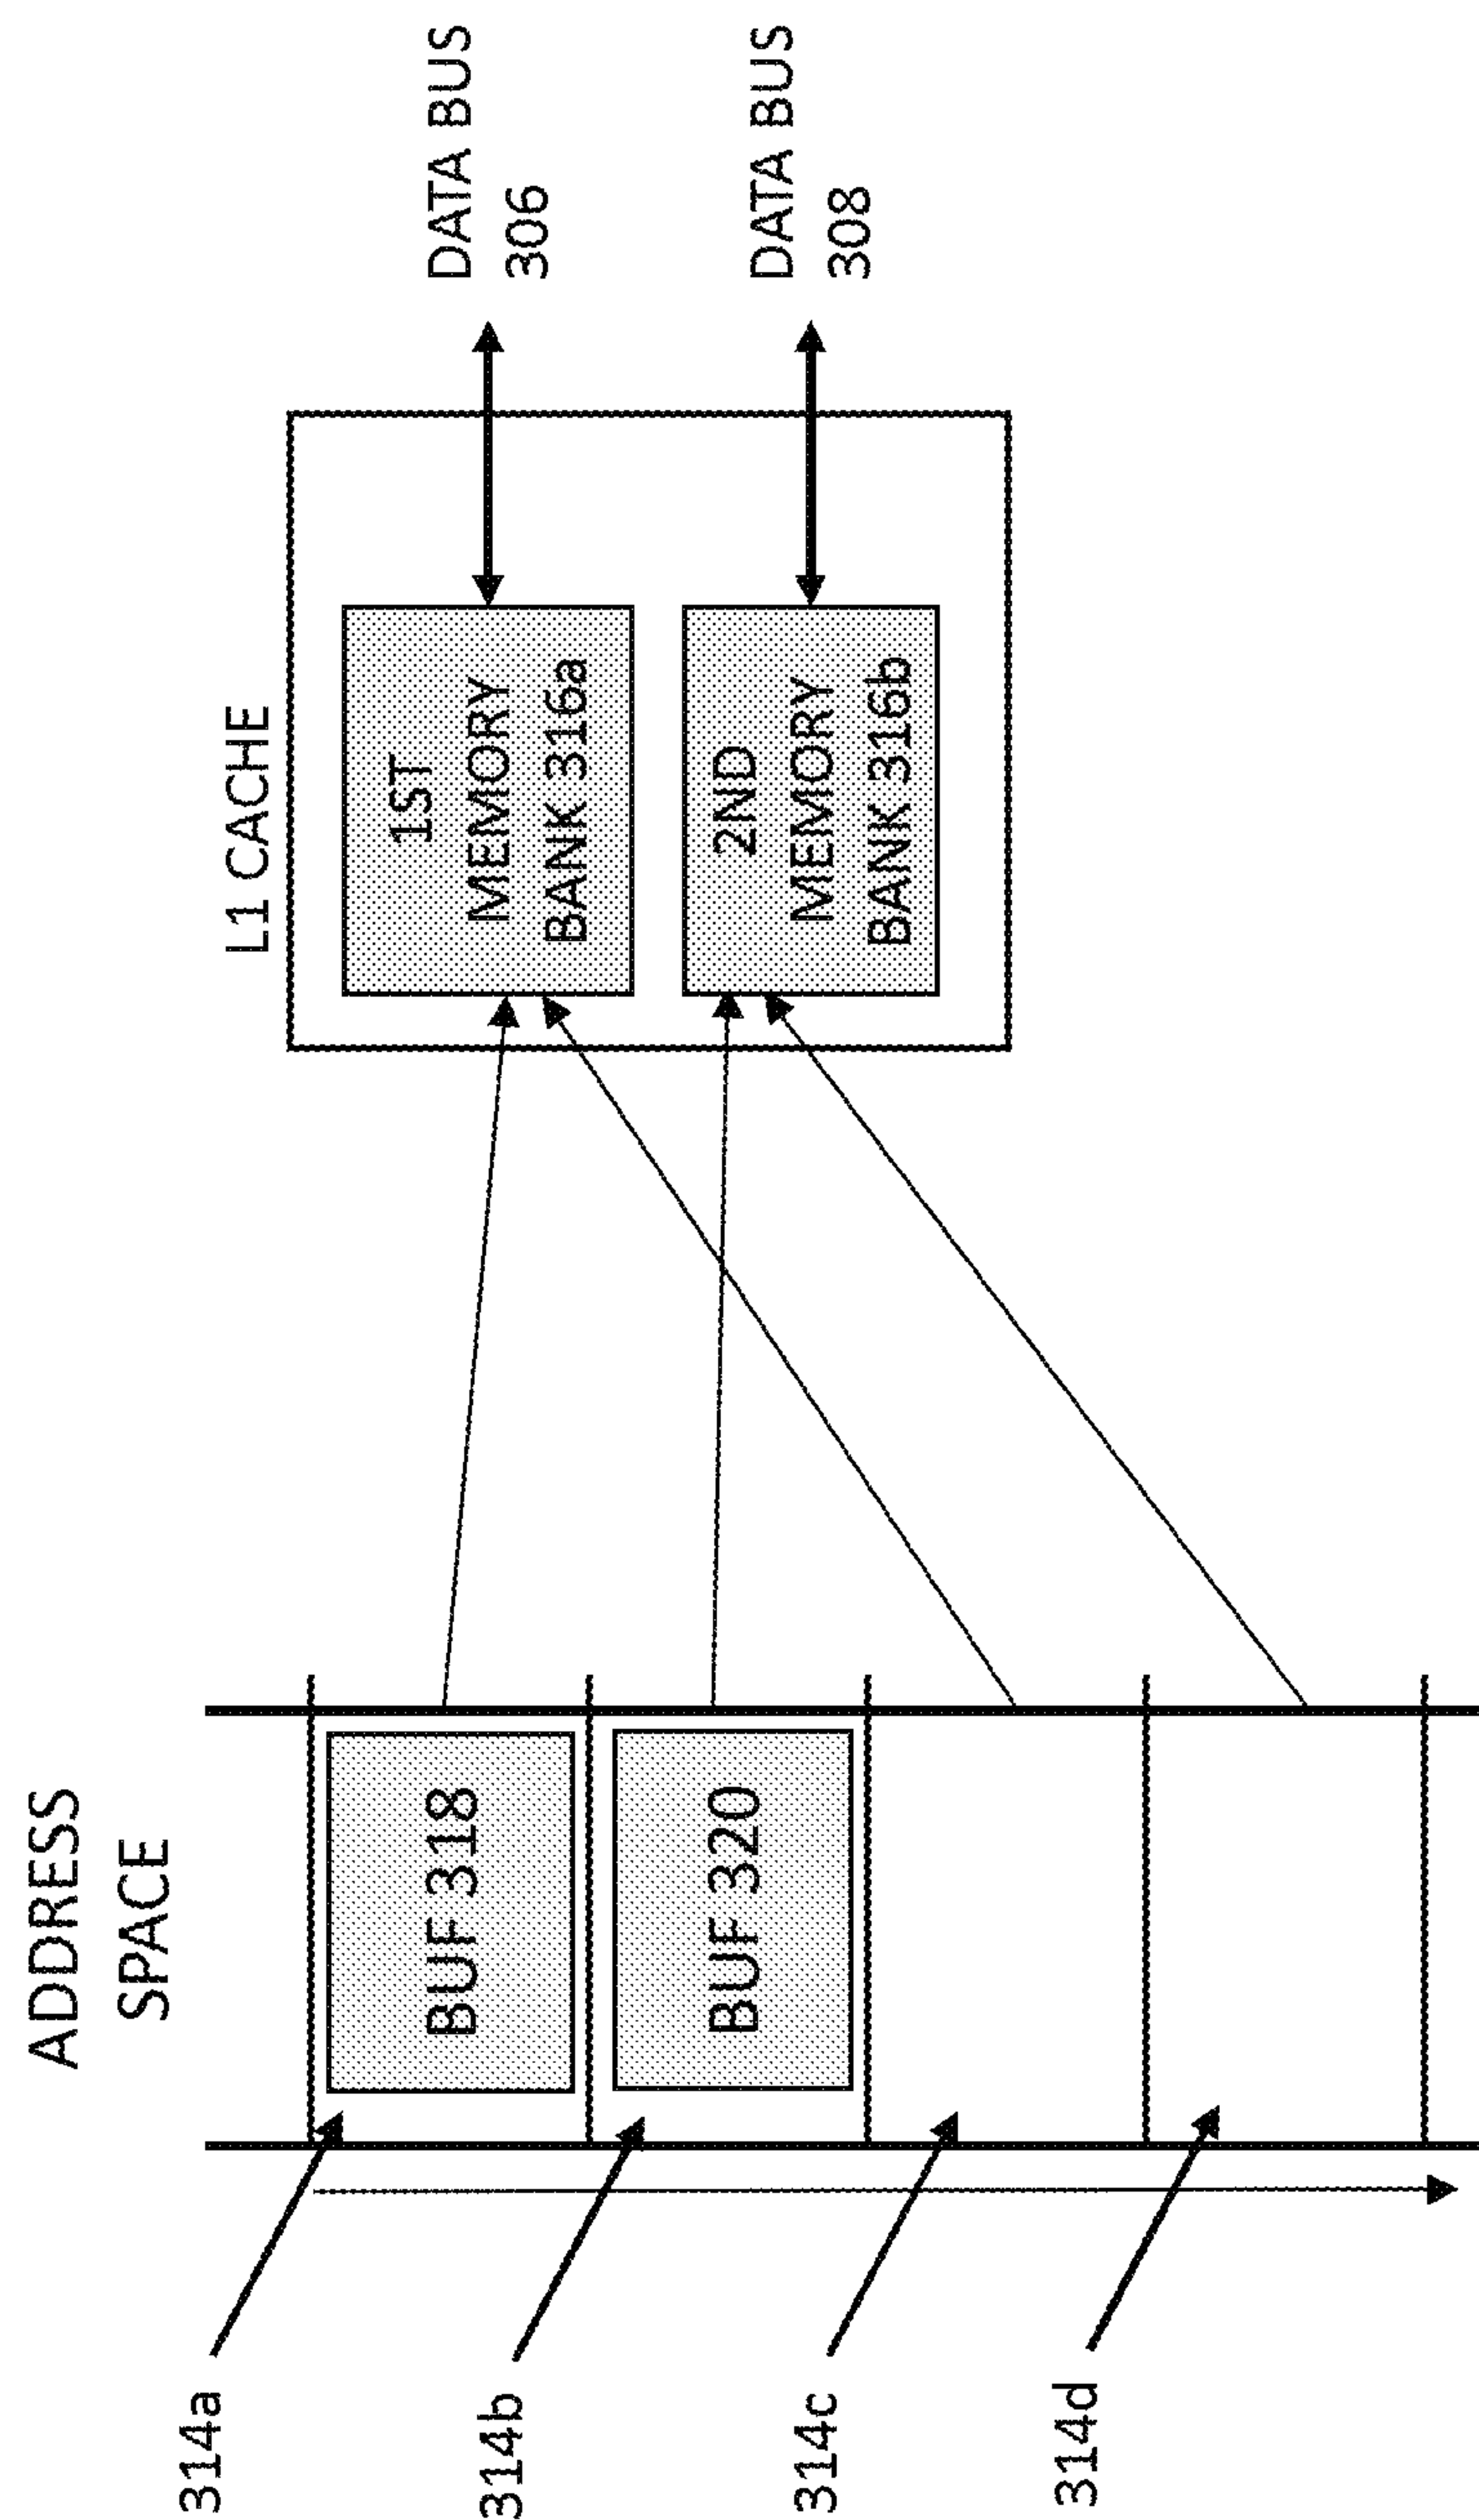 ADDRESS
SPACE
314a
314b
314c
314d
BUF 318
BUF 320
L1 CACHE
1ST
MEMORY
BANK 316a
2ND
MEMORY
BANK 316b
DATA BUS
306
DATA BUS
308